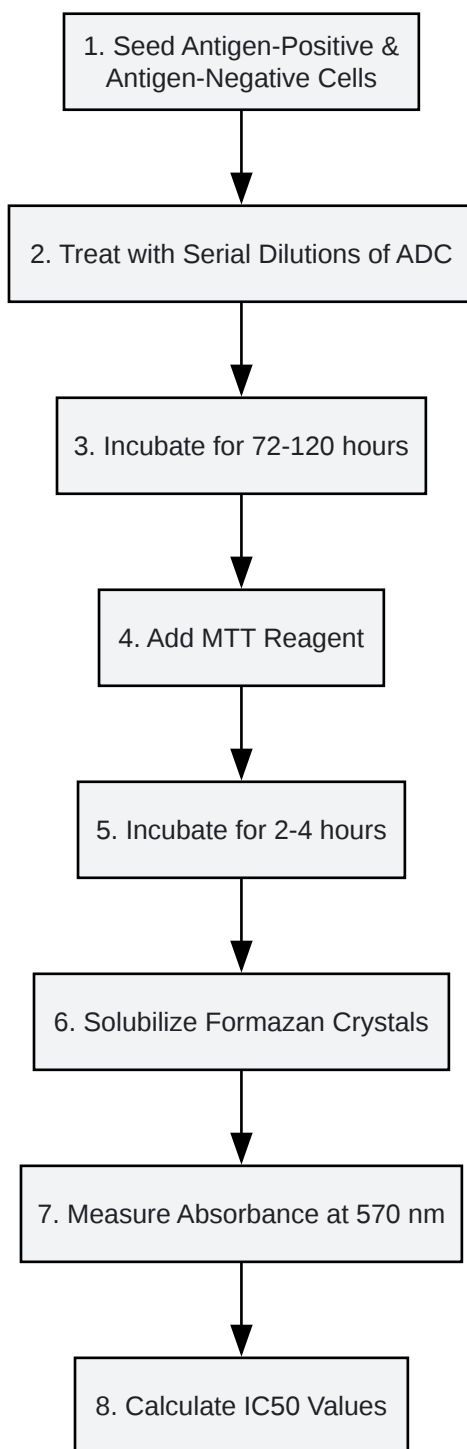 1. Seed Antigen-Positive &
Antigen-Negative Cells
2. Treat with Serial Dilutions of ADC
3. Incubate for 72-120 hours
4. Add MTT Reagent
5. Incubate for 2-4 hours
6. Solubilize Formazan Crystals
7. Measure Absorbance at 570 nm
8. Calculate IC50 Values